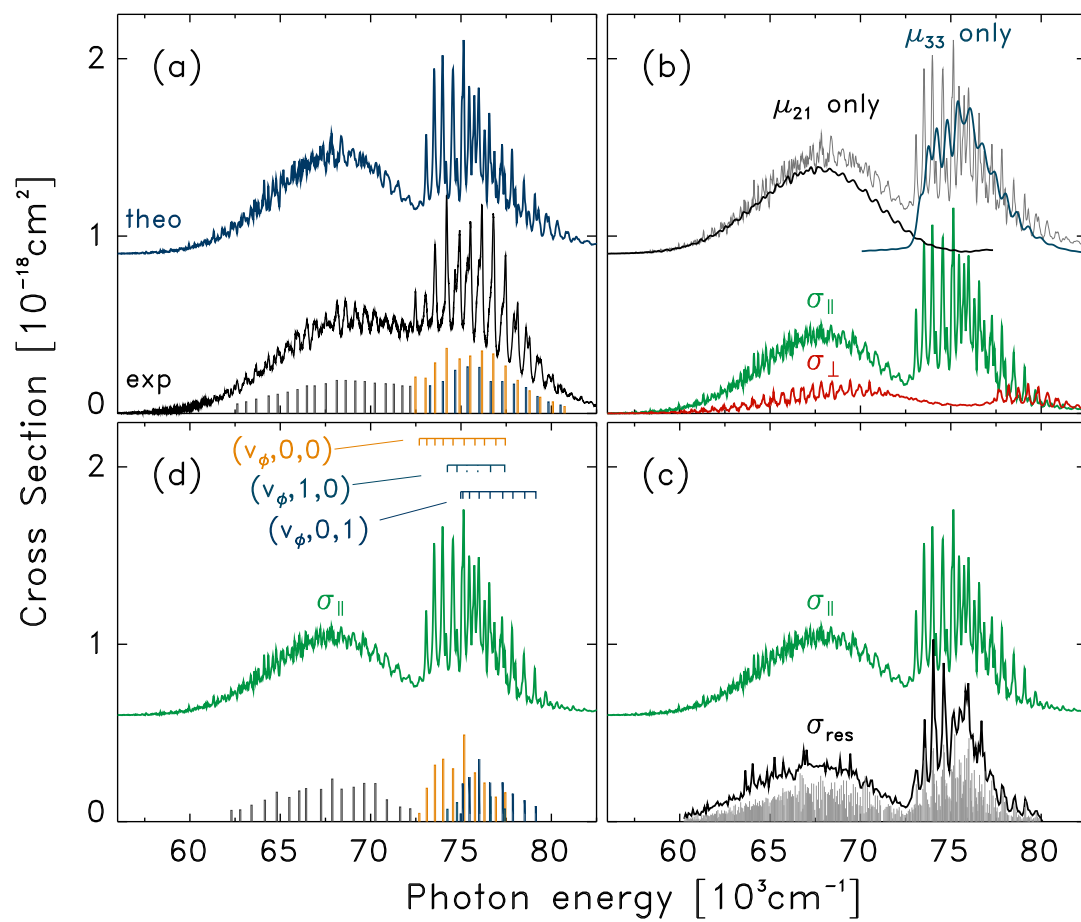 (a)
(b)
μ₃₃ only
μ₂₁ only
theo
exp
σ∥
σ⊥
2
1
0
(d)
(vᵩ,0,0)
(vᵩ,1,0)
(vᵩ,0,1)
σ∥
(c)
σ∥
σres
2
1
0
60 65 70 75 80
60 65 70 75 80
Cross Section [10⁻¹⁸cm²]
Photon energy [10³cm⁻¹]